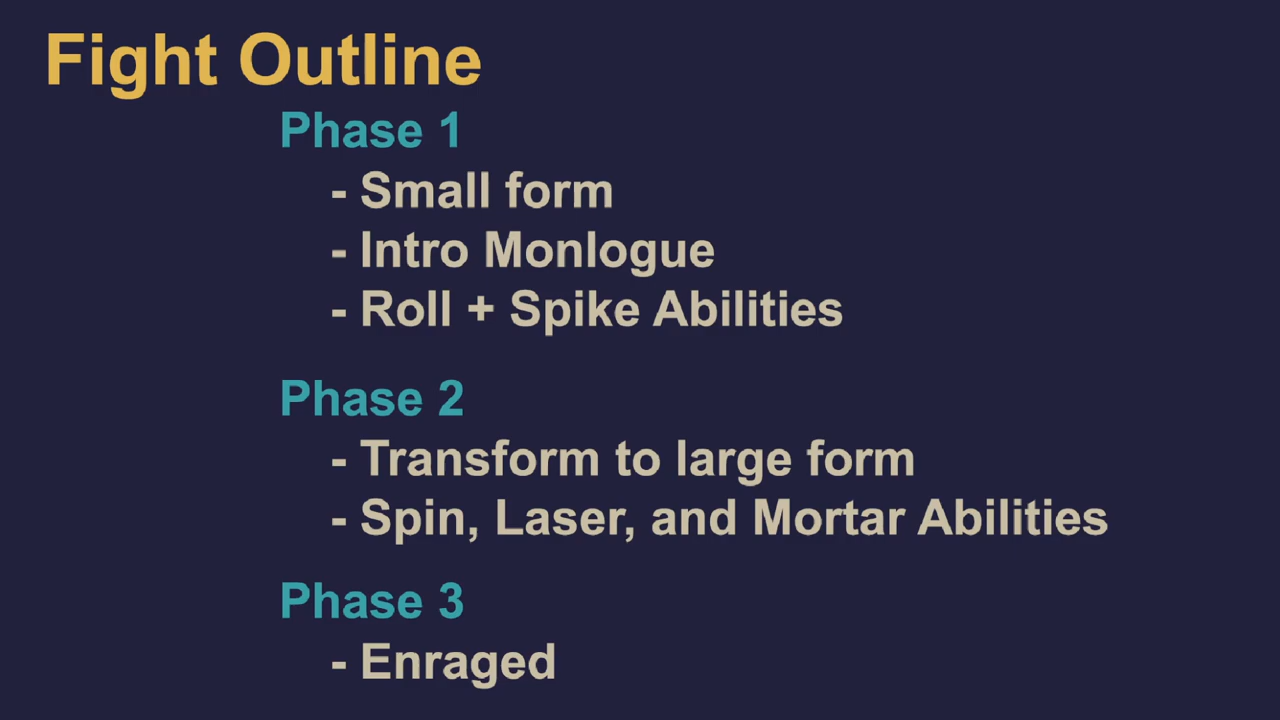 Fight Outline
Phase 1
- Small form
- Intro Monlogue
- Roll + Spike Abilities
Phase 2
- Transform to large form
- Spin, Laser, and Mortar Abilities
Phase 3
- Enraged